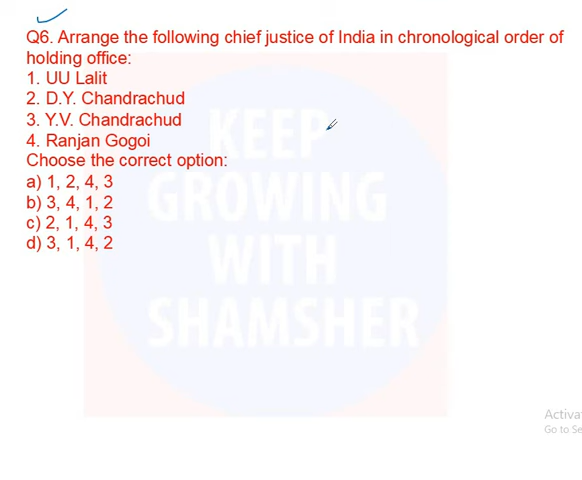 Q6. Arrange the following chief justice of India in chronological order of
holding office:
1. UU Lalit
2. D.Y. Chandrachud
3. Y.V. Chandrachud
4. Ranjan Gogoi
Choose the correct option:
a) 1, 2, 4, 3
b) 3, 4, 1, 2
c) 2, 1, 4, 3
d) 3, 1, 4, 2
KEEP
GROWING
WITH
SHAMSHER
Activa
Go to Se